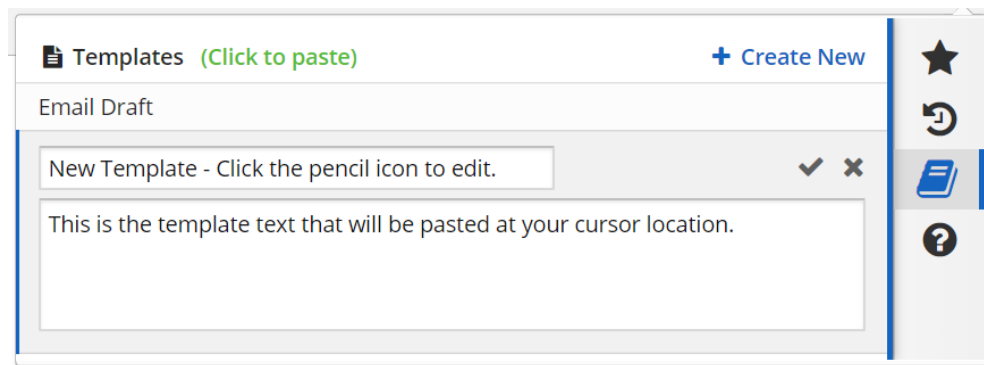 Templates (Click to paste) + Create New
Email Draft
New Template - Click the pencil icon to edit.
This is the template text that will be pasted at your cursor location.